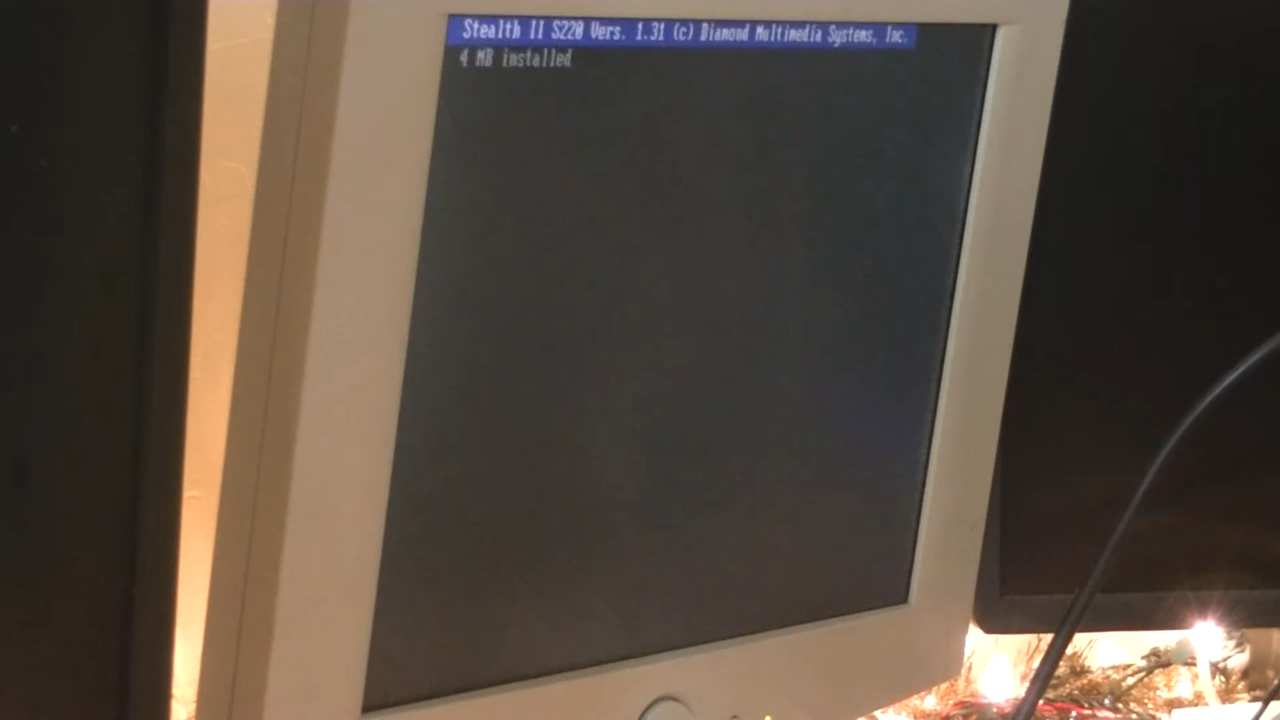 Stealth II S220 Vers. 1.31 (c) Diamond Multimedia Systems, Inc.
4 MB installed